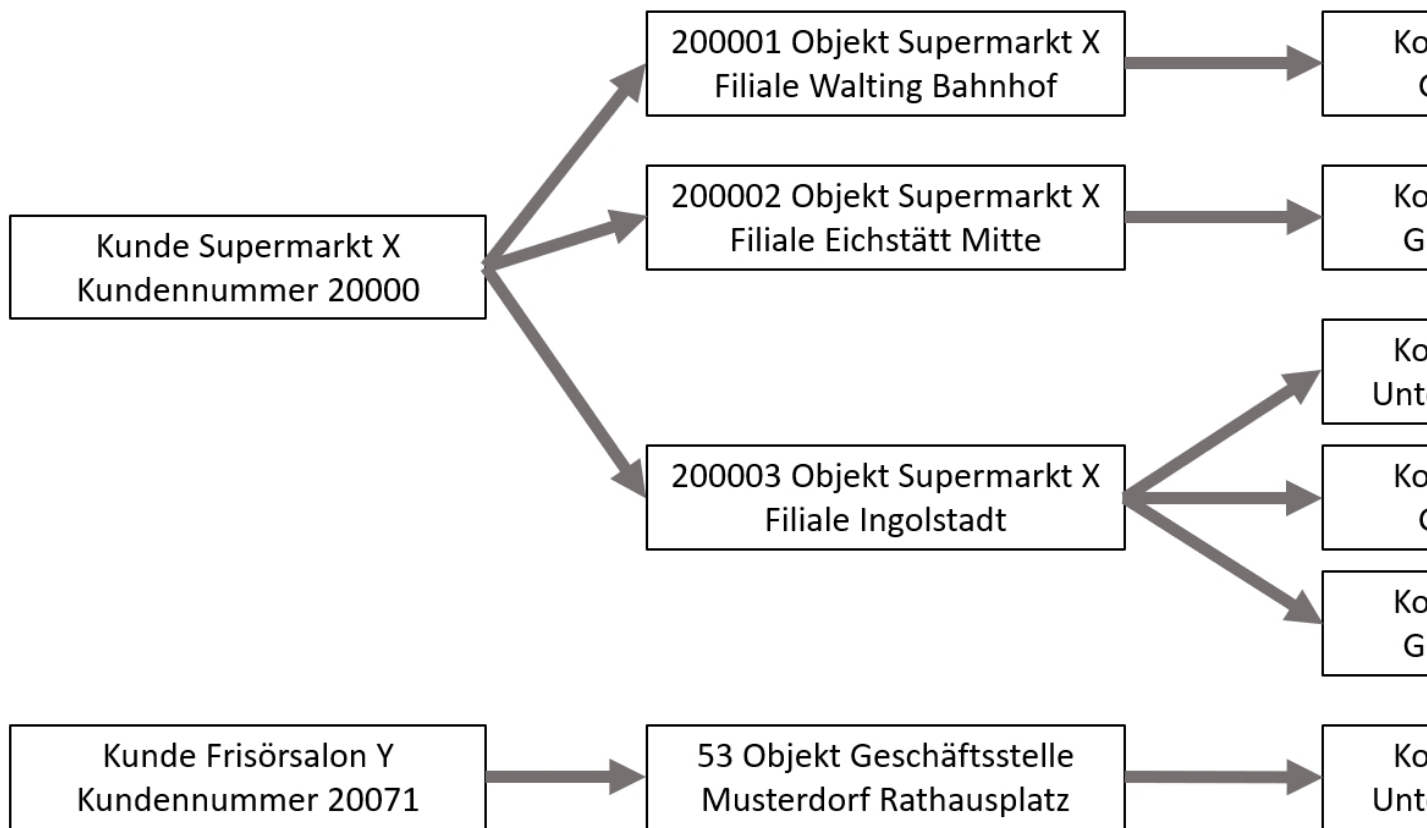 200001 Objekt Supermarkt X
Filiale Walting Bahnhof
200002 Objekt Supermarkt X
Filiale Eichstätt Mitte
Kunde Supermarkt X
Kundennummer 20000
200003 Objekt Supermarkt X
Filiale Ingolstadt
Kunde Frisörsalon Y
Kundennummer 20071
53 Objekt Geschäftsstelle
Musterdorf Rathausplatz